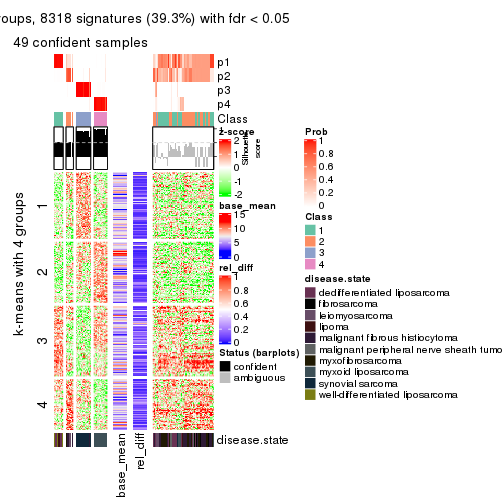 oups, 8318 signatures (39.3%) with fdr < 0.05
49 confident samples
p1
p2
p3
p4
Class
Silhouette
score
1
2
3
4
k-means with 4 groups
z-score
2
1
0
-1
-2
base_mean
15
10
5
0
rel_diff
1
0.8
0.6
0.4
0.2
0
Status (barplots)
confident
ambiguous
disease.state
base_mean
rel_diff
Prob
1
0.8
0.6
0.4
0.2
0
Class
1
2
3
4
disease.state
dedifferentiated liposarcoma
fibrosarcoma
leiomyosarcoma
lipoma
malignant fibrous histiocytoma
malignant peripheral nerve sheath tumo
myxofibrosarcoma
myxoid liposarcoma
synovial sarcoma
well-differentiated liposarcoma